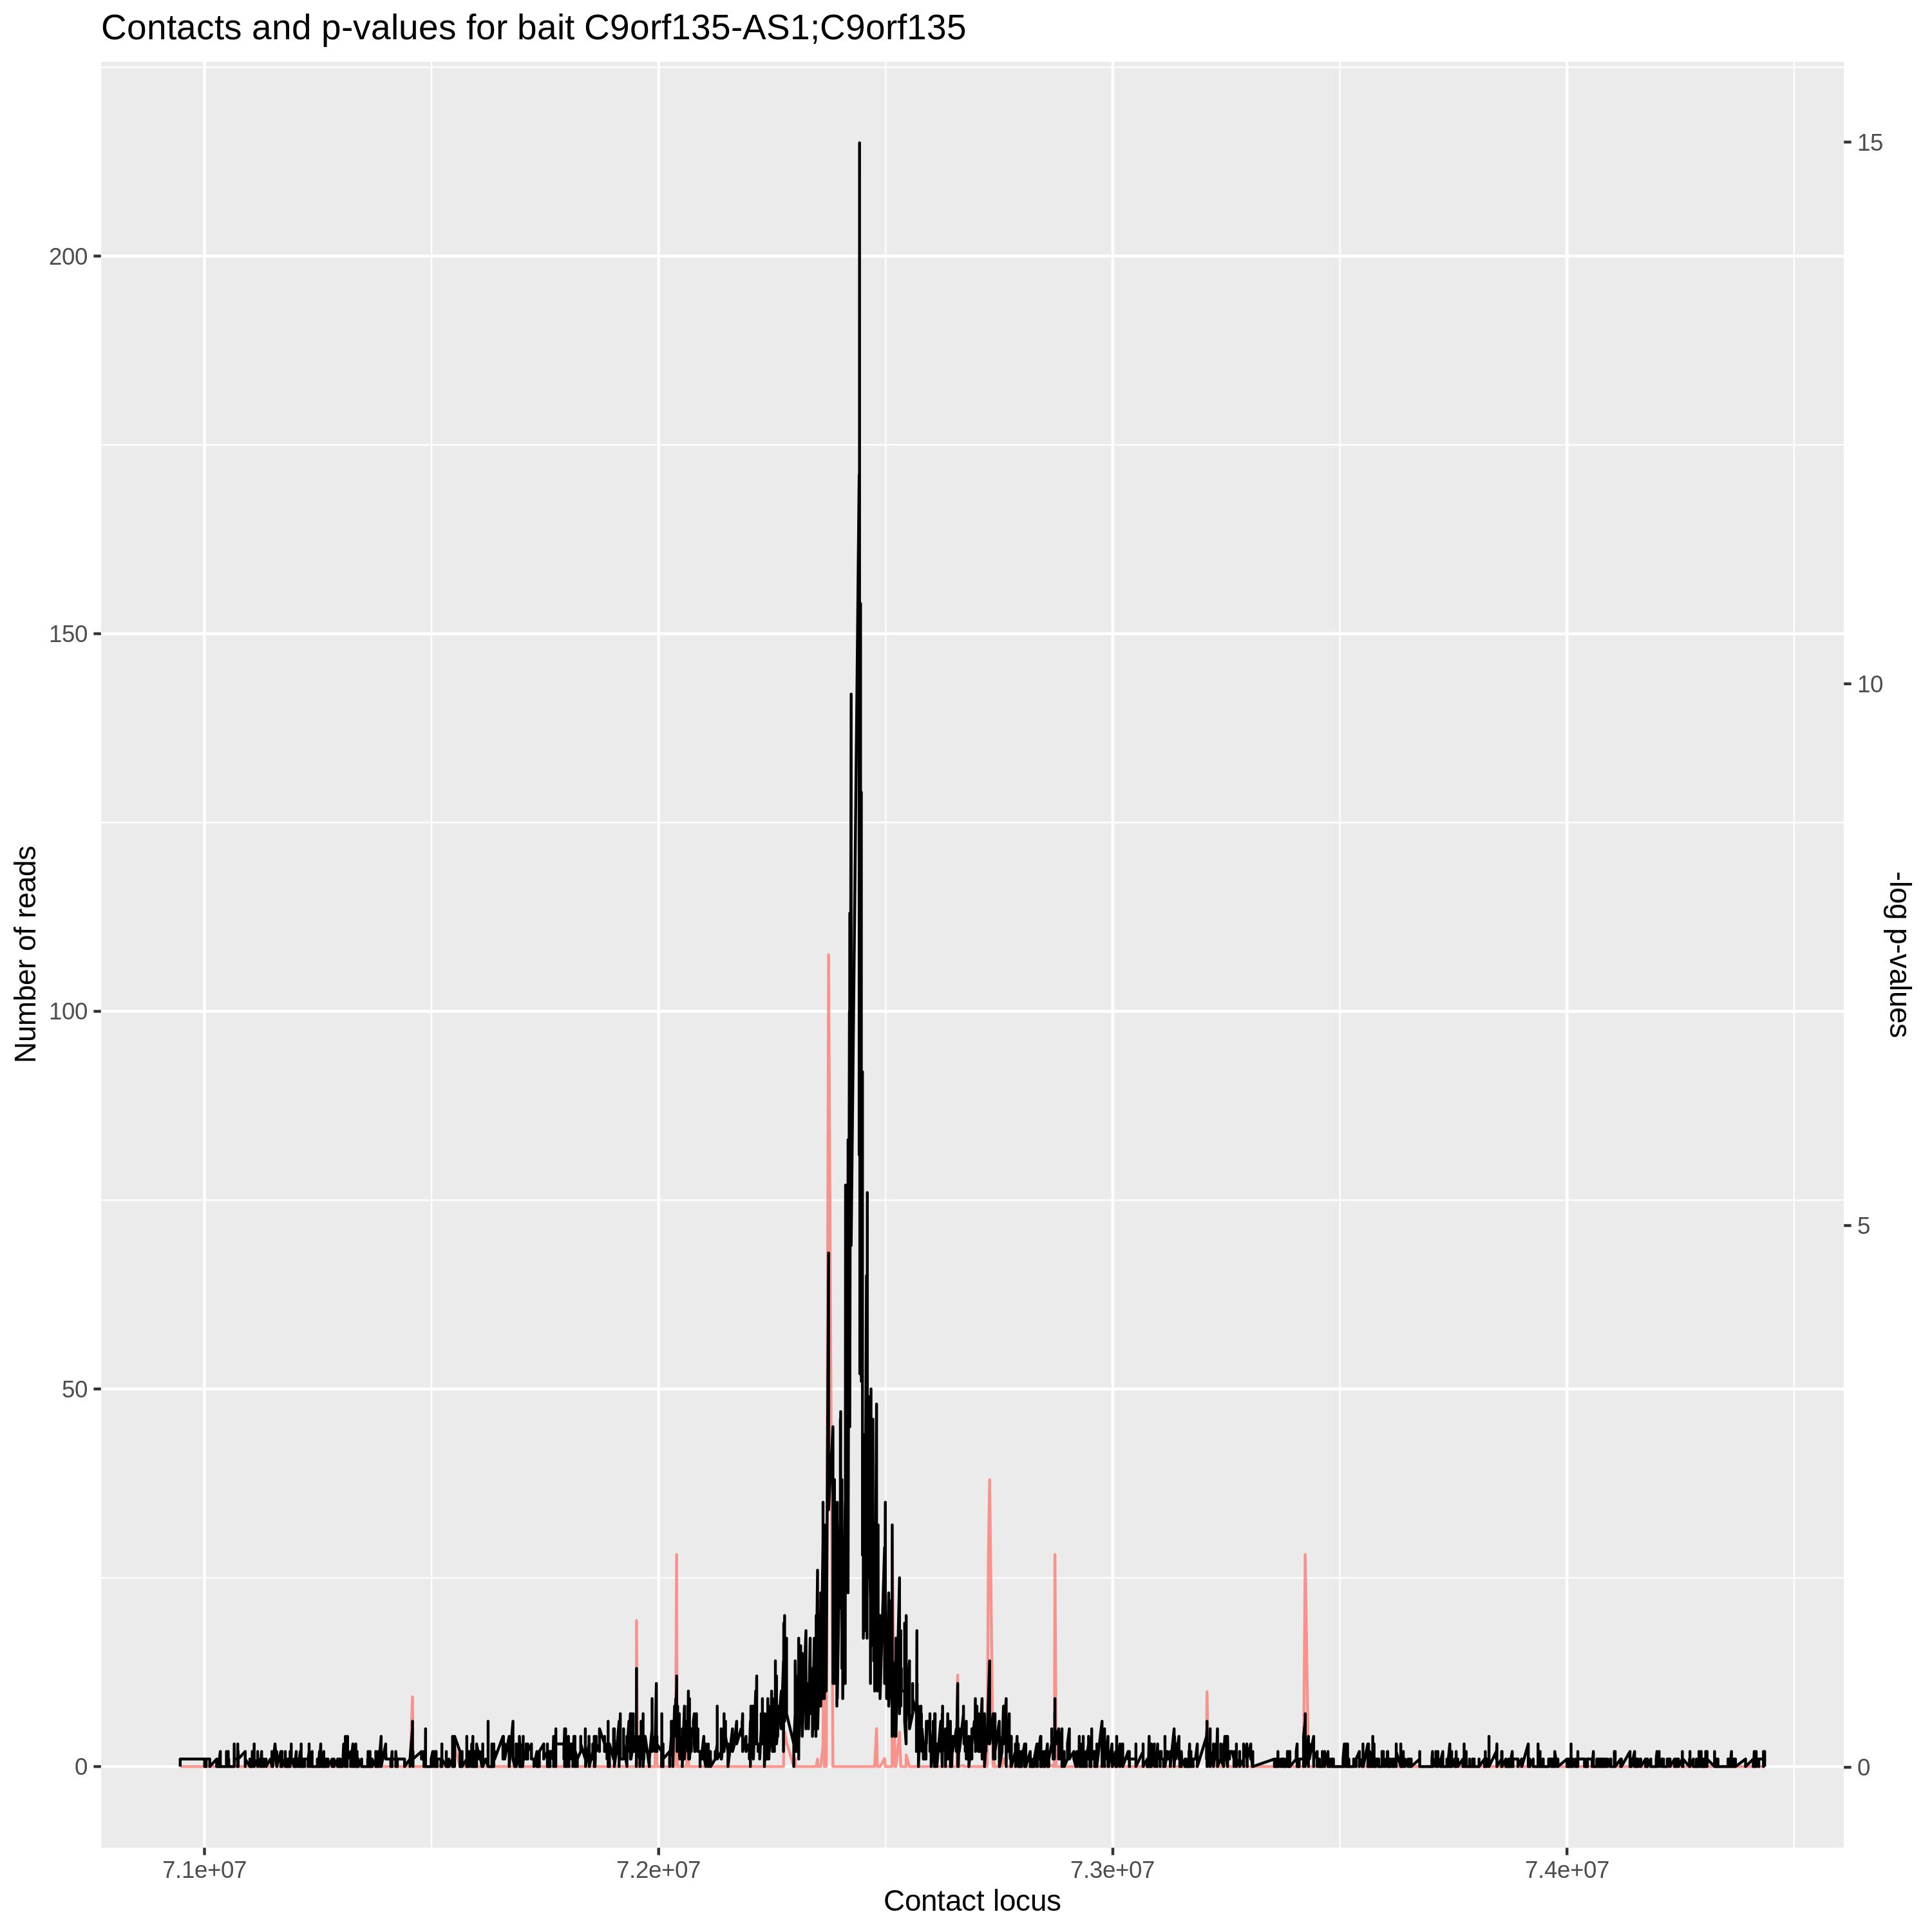 Contacts and p-values for bait C9orf135-AS1;C9orf135
Number of reads
200
150
100
50
0
15
10
5
0
-log p-values
7.1e+07
7.2e+07
7.3e+07
7.4e+07
Contact locus